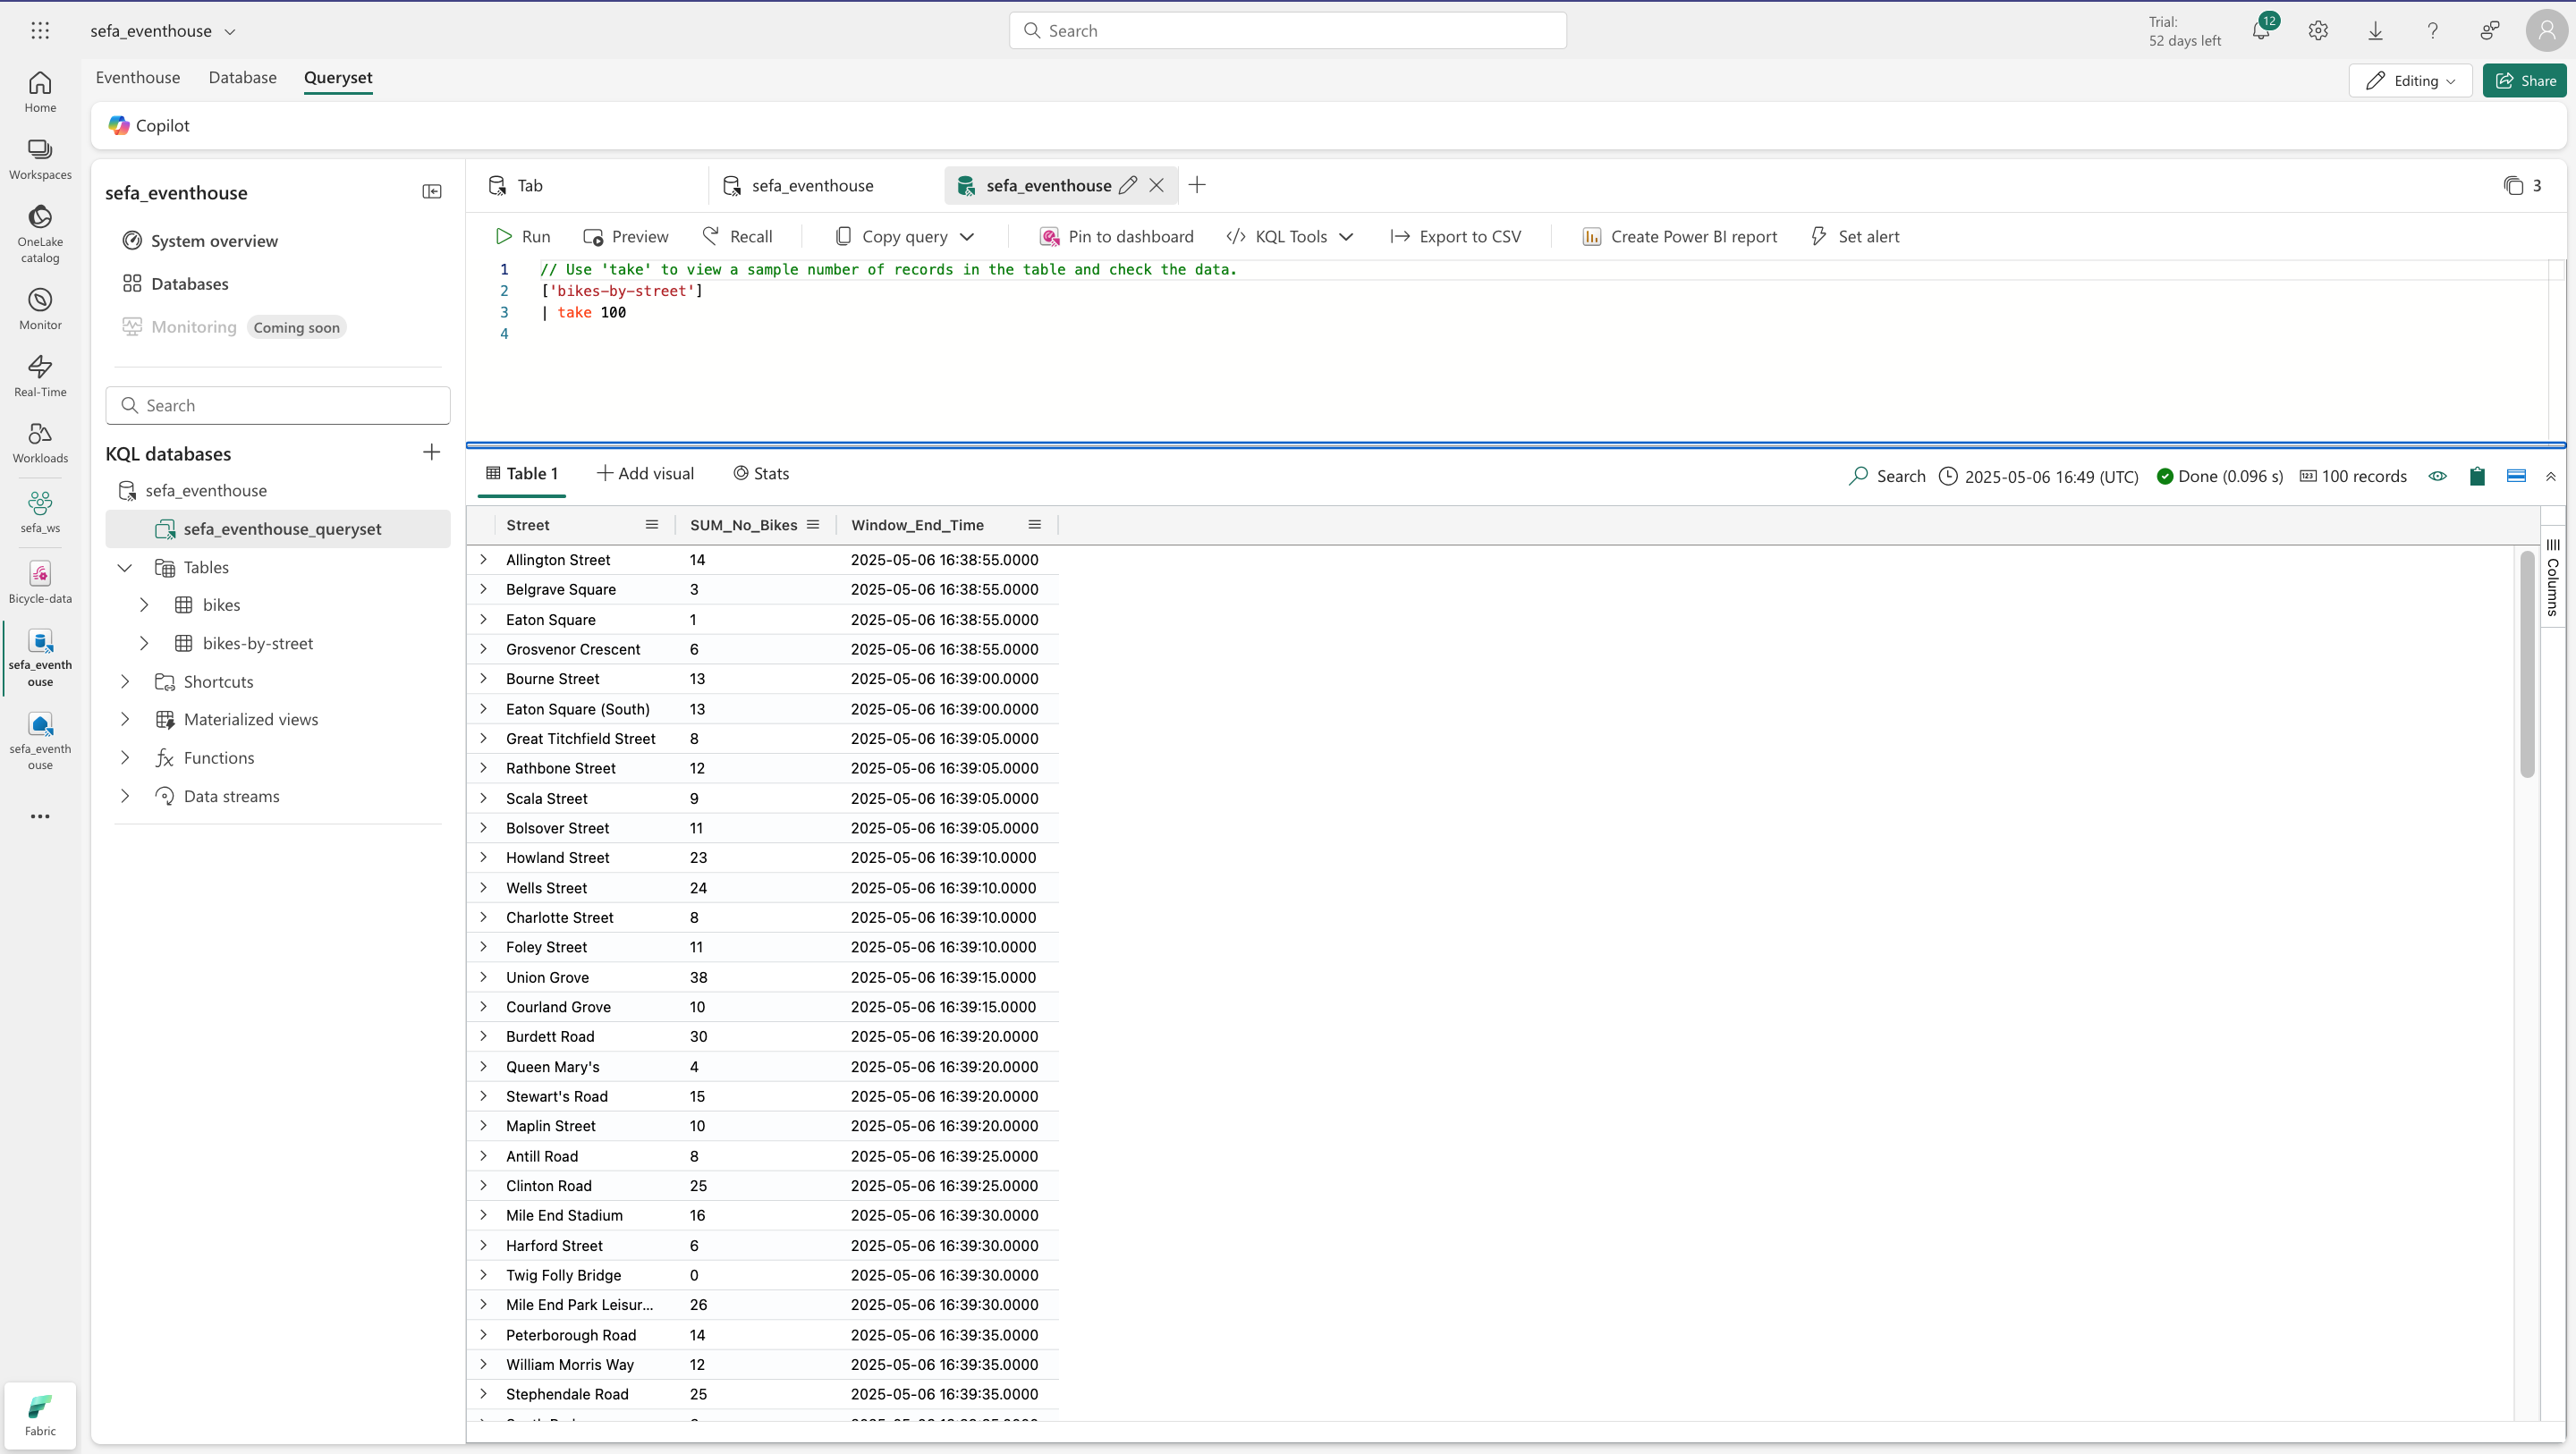 sefa_eventhouse
Search
Trial:
52 days left
12
Home
Workspaces
OneLake
catalog
Monitor
Real-Time
Workloads
sefa_ws
Bicycle-data
sefa_eventh
ouse
sefa_eventh
ouse
Fabric
Eventhouse Database Queryset
Editing
Share
Copilot
sefa_eventhouse
System overview
Databases
Monitoring Coming soon
Search
KQL databases
sefa_eventhouse
sefa_eventhouse_queryset
Tables
bikes
bikes-by-street
Shortcuts
Materialized views
Functions
Data streams
Tab sefa_eventhouse sefa_eventhouse 3
Run Preview Recall Copy query Pin to dashboard KQL Tools Export to CSV Create Power BI report Set alert
1 // Use 'take' to view a sample number of records in the table and check the data.
2 ['bikes-by-street']
3 | take 100
4
Table 1 Add visual Stats Search 2025-05-06 16:49 (UTC) Done (0.096 s) 100 records
Street SUM_No_Bikes Window_End_Time
Columns
Allington Street 14 2025-05-06 16:38:55.0000
Belgrave Square 3 2025-05-06 16:38:55.0000
Eaton Square 1 2025-05-06 16:38:55.0000
Grosvenor Crescent 6 2025-05-06 16:38:55.0000
Bourne Street 13 2025-05-06 16:39:00.0000
Eaton Square (South) 13 2025-05-06 16:39:00.0000
Great Titchfield Street 8 2025-05-06 16:39:05.0000
Rathbone Street 12 2025-05-06 16:39:05.0000
Scala Street 9 2025-05-06 16:39:05.0000
Bolsover Street 11 2025-05-06 16:39:05.0000
Howland Street 23 2025-05-06 16:39:10.0000
Wells Street 24 2025-05-06 16:39:10.0000
Charlotte Street 8 2025-05-06 16:39:10.0000
Foley Street 11 2025-05-06 16:39:10.0000
Union Grove 38 2025-05-06 16:39:15.0000
Courland Grove 10 2025-05-06 16:39:15.0000
Burdett Road 30 2025-05-06 16:39:20.0000
Queen Mary's 4 2025-05-06 16:39:20.0000
Stewart's Road 15 2025-05-06 16:39:20.0000
Maplin Street 10 2025-05-06 16:39:20.0000
Antill Road 8 2025-05-06 16:39:25.0000
Clinton Road 25 2025-05-06 16:39:25.0000
Mile End Stadium 16 2025-05-06 16:39:30.0000
Harford Street 6 2025-05-06 16:39:30.0000
Twig Folly Bridge 0 2025-05-06 16:39:30.0000
Mile End Park Leisur... 26 2025-05-06 16:39:30.0000
Peterborough Road 14 2025-05-06 16:39:35.0000
William Morris Way 12 2025-05-06 16:39:35.0000
Stephendale Road 25 2025-05-06 16:39:35.0000